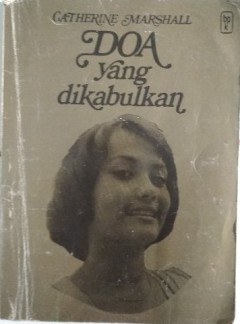 CATHERINE MARSHALL
DOA
yang
dikabulkan